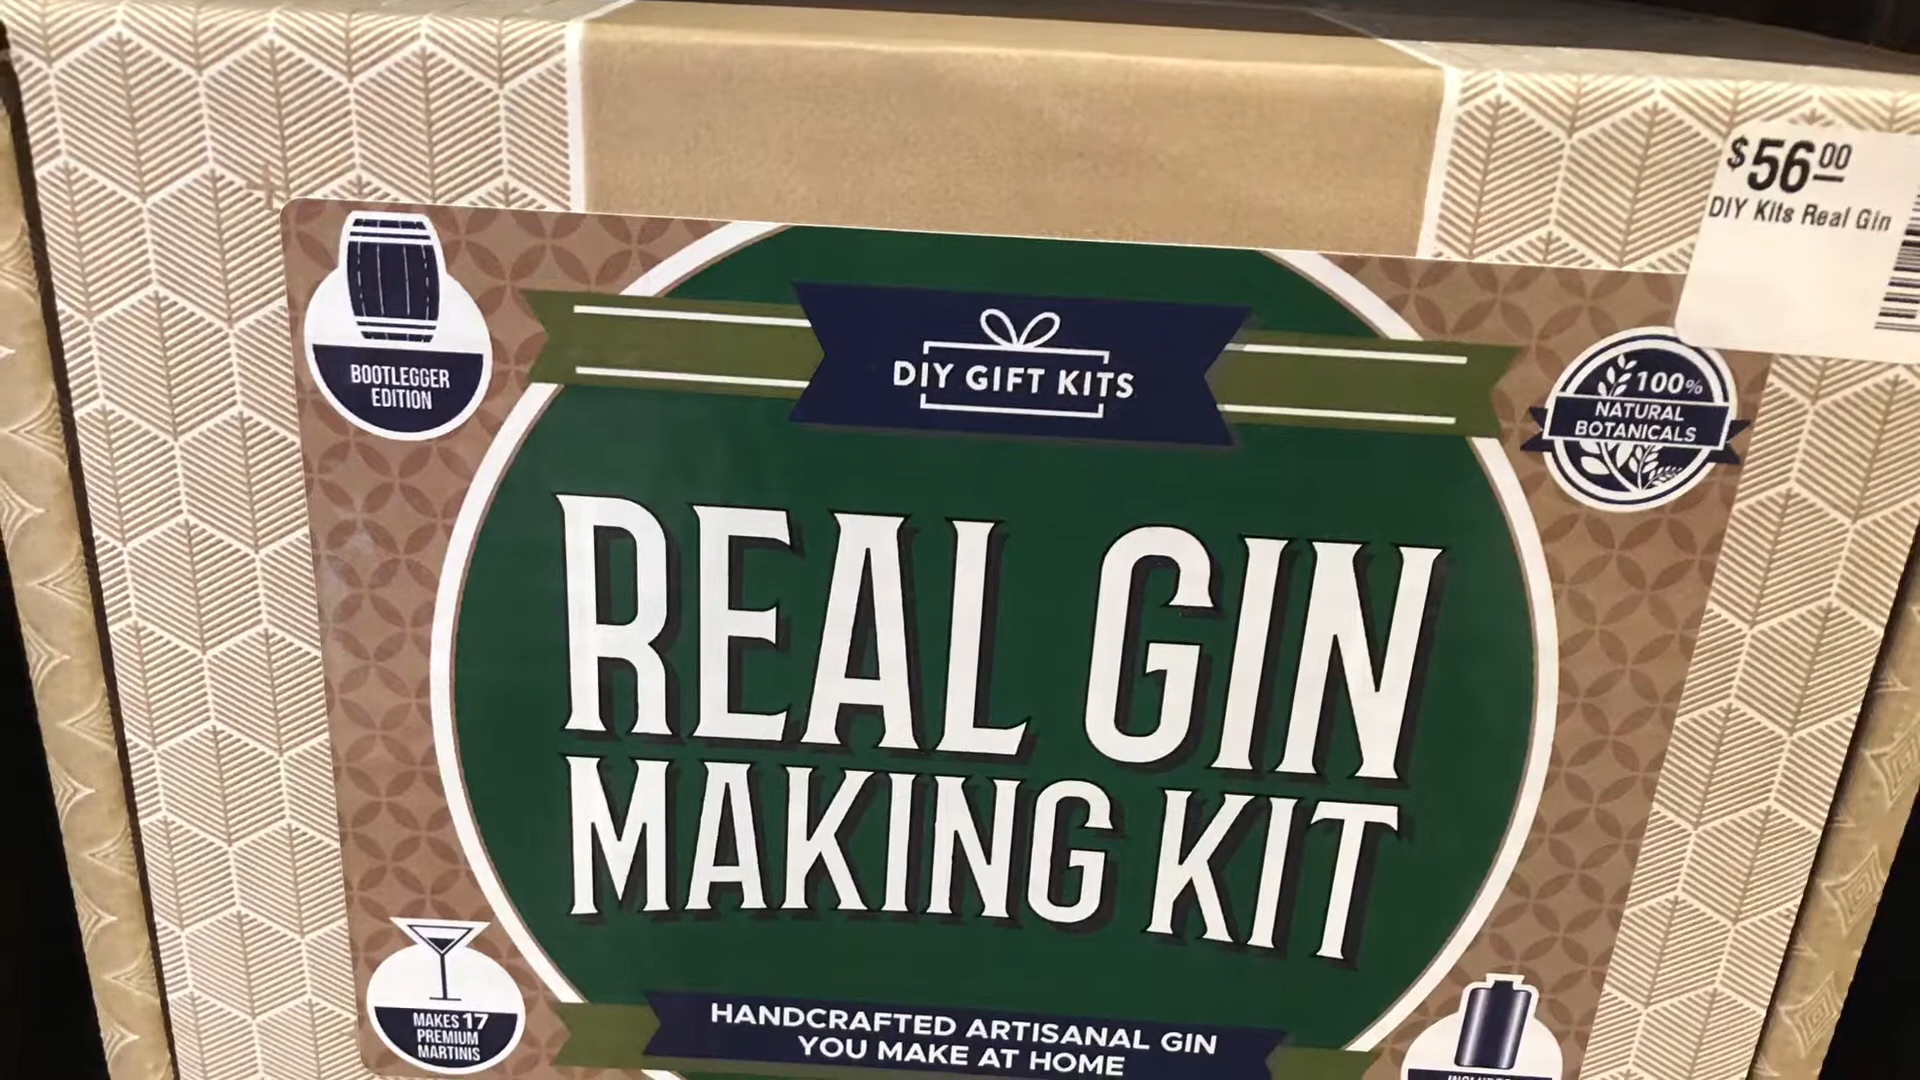 $56.00
DIY Kits Real Gin
BOOTLEGGER
EDITION
DIY GIFT KITS
100%
NATURAL
BOTANICALS
REAL GIN
MAKING KIT
MAKES 17
PREMIUM
MARTINIS
HANDCRAFTED ARTISANAL GIN
YOU MAKE AT HOME